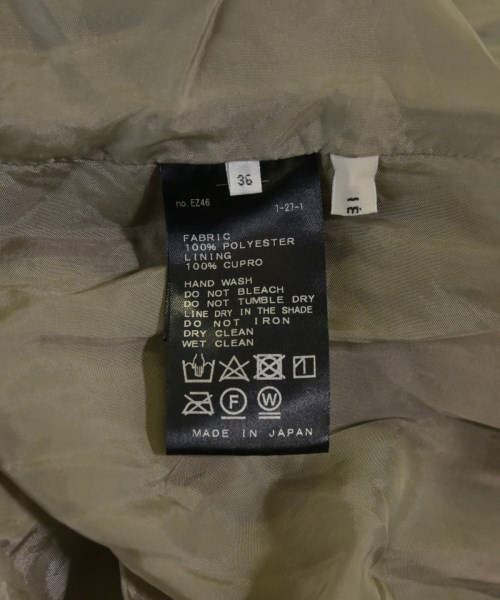 36
no.EZ46 1-27-1
FABRIC
100% POLYESTER
LINING
100% CUPRO
HAND WASH
DO NOT BLEACH
DO NOT TUMBLE DRY
LINE DRY IN THE SHADE
DO NOT IRON
DRY CLEAN
WET CLEAN
F W
MADE IN JAPAN